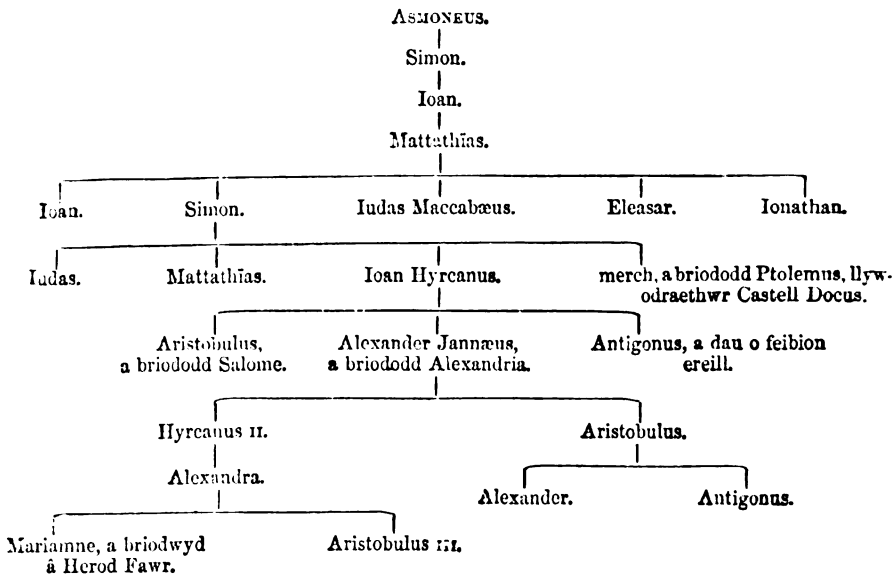 ASMONEUS.
Simon.
Ioan.
Mattathïas.
Ioan. Simon. Iudas Maccabæus. Eleasar. Ionathan.
Iudas. Mattathïas. Ioan Hyrcanus. merch, a briododd Ptolemus, llyw-
odraethwr Castell Docus.
Aristobulus, Alexander Jannæus, Antigonus, a dau o feibion
a briododd Salome. a briododd Alexandria. ereill.
Hyrcanus II. Aristobulus.
Alexandra.
Alexander. Antigonus.
Mariamne, a briodwyd Aristobulus III.
â Herod Fawr.